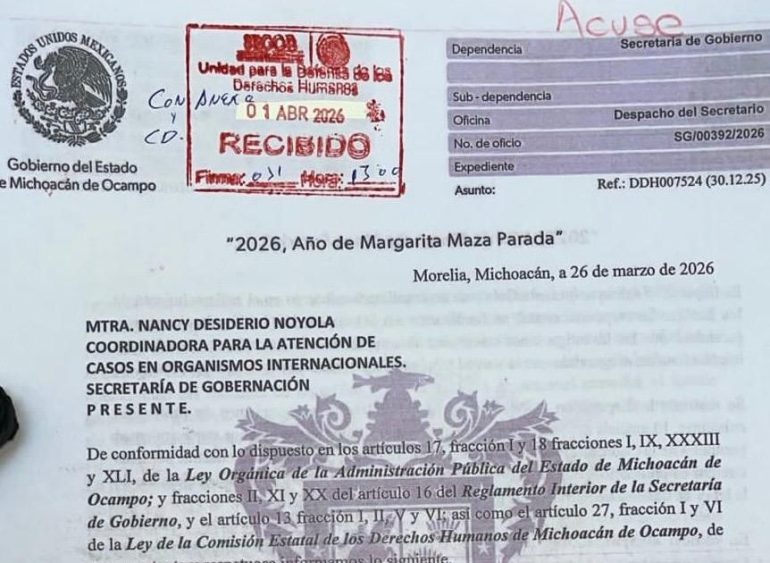 Acuse
ESTADOS UNIDOS MEXICANOS
Gobierno del Estado
e Michoacán de Ocampo
CON ANEXO
Y
CD.
SEGOB
Unidad para la Defensa de los
Derechos Humanos
01 ABR 2026
RECIBIDO
Firma: Hora: 1300
Dependencia Secretaría de Gobierno
Sub - dependencia
Oficina Despacho del Secretario
No. de oficio SG/00392/2026
Expediente
Asunto: Ref.: DDH007524 (30.12.25)
"2026, Año de Margarita Maza Parada"
Morelia, Michoacán, a 26 de marzo de 2026
MTRA. NANCY DESIDERIO NOYOLA
COORDINADORA PARA LA ATENCIÓN DE
CASOS EN ORGANISMOS INTERNACIONALES.
SECRETARÍA DE GOBERNACIÓN
P R E S E N T E.
De conformidad con lo dispuesto en los artículos 17, fracción I y 18 fracciones I, IX, XXXIII
y XLI, de la Ley Orgánica de la Administración Pública del Estado de Michoacán de
Ocampo; y fracciones II, XI y XX del artículo 16 del Reglamento Interior de la Secretaría
de Gobierno, y el artículo 13 fracción I, II, V y VI; así como el artículo 27, fracción I y VI
de la Ley de la Comisión Estatal de los Derechos Humanos de Michoacán de Ocampo, de
informamos lo siguiente.